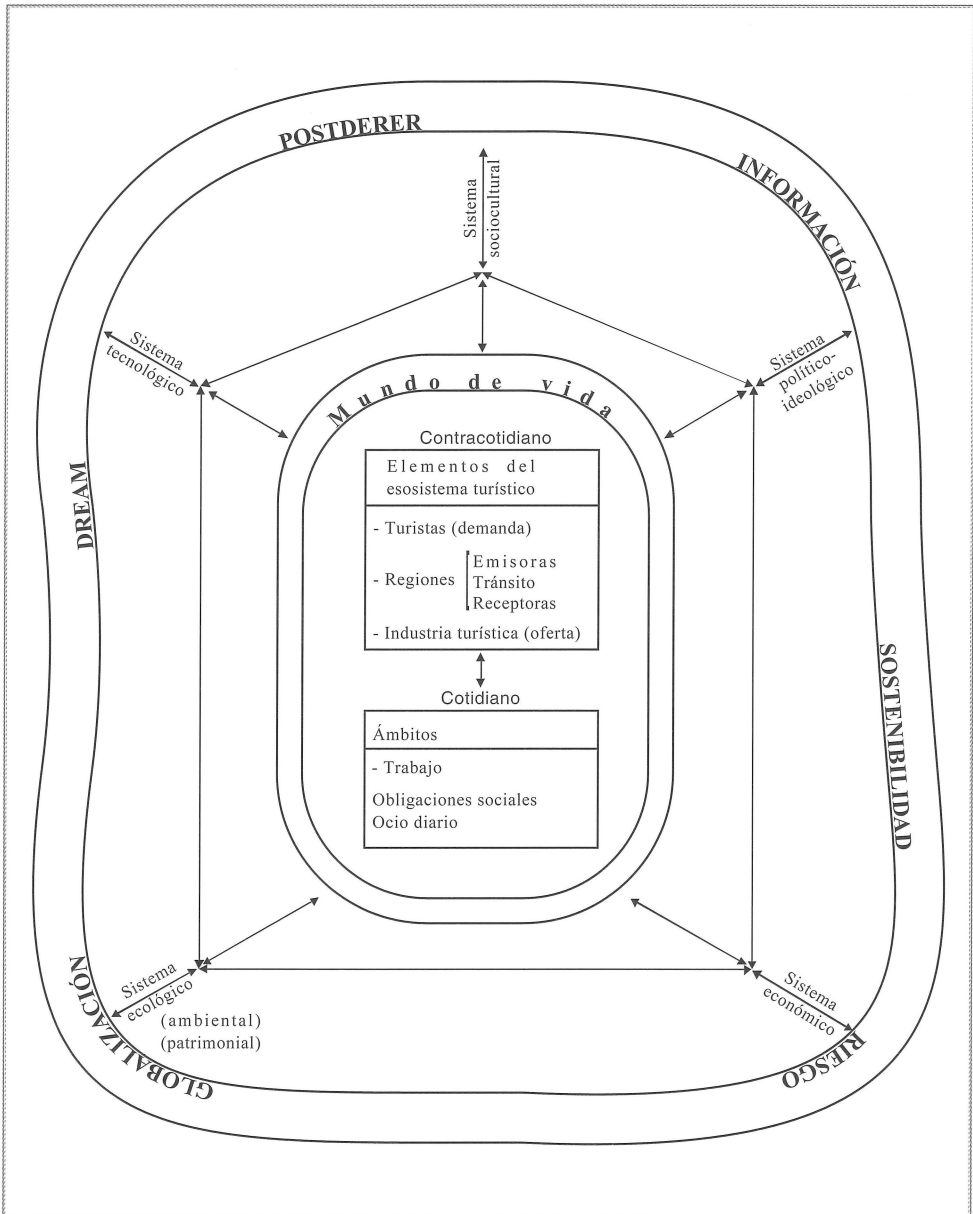 POSTDERER
INFORMACIÓN
Sistema
sociocultural
Sistema
tecnológico
Sistema
político-
ideológico
Mundo de vida
Contracotidiano
Elementos del
esosistema turístico
- Turistas (demanda)
- Regiones
Emisoras
Tránsito
Receptoras
- Industria turística (oferta)
DREAM
SOSTENIBILIDAD
Cotidiano
Ámbitos
- Trabajo
Obligaciones sociales
Ocio diario
Sistema
ecológico
(ambiental)
(patrimonial)
Sistema
económico
GLOBALIZACIÓN
RIESGO